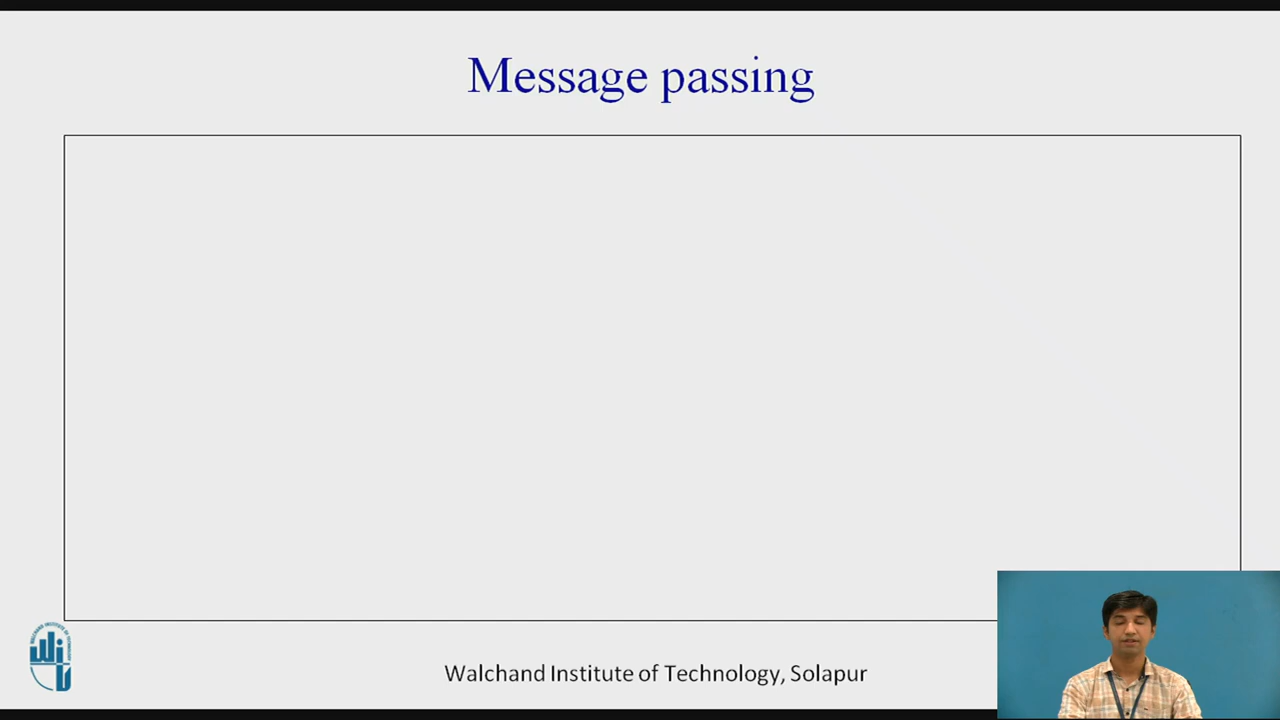 Message passing
Walchand Institute of Technology, Solapur